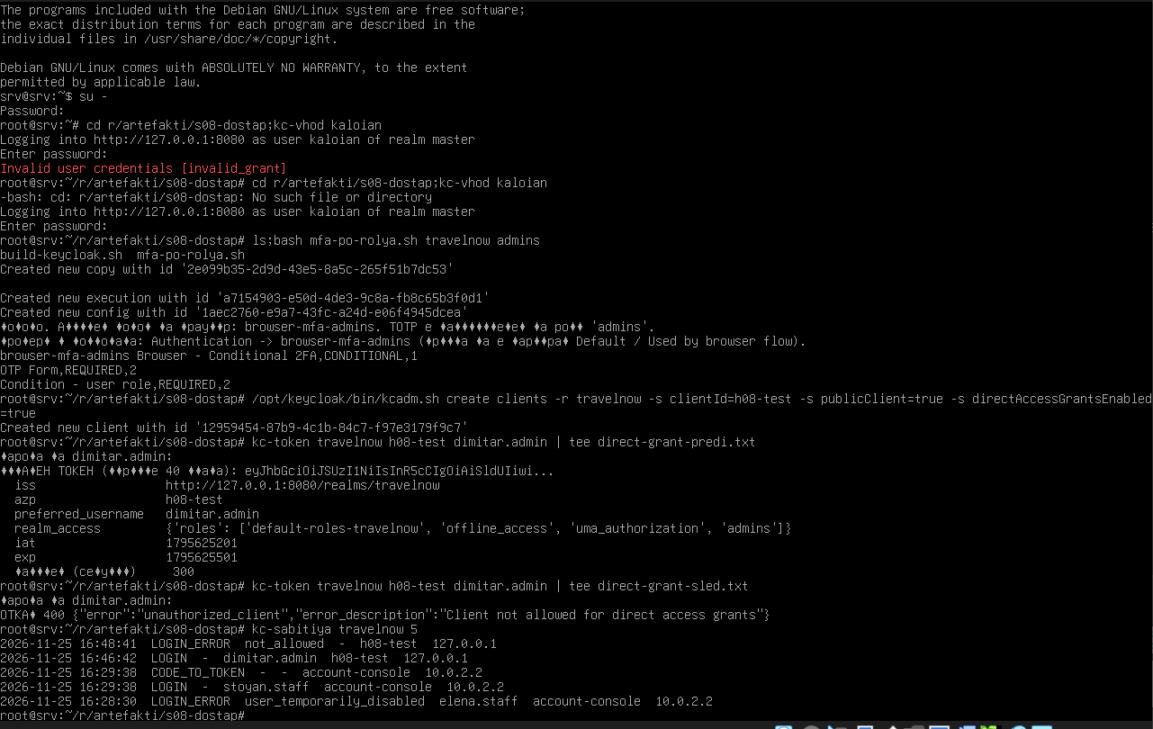 The programs included with the Debian GNU/Linux system are free software;
the exact distribution terms for each program are described in the
individual files in /usr/share/doc/*/copyright.
Debian GNU/Linux comes with ABSOLUTELY NO WARRANTY, to the extent
permitted by applicable law.
srv@srv:~$ su -
Password:
root@srv:~# cd r/artefakti/s08-dostap;kc-vhod kaloian
Logging into http://127.0.0.1:8080 as user kaloian of realm master
Enter password:
Invalid user credentials [invalid_grant]
root@srv:~/r/artefakti/s08-dostap# cd r/artefakti/s08-dostap;kc-vhod kaloian
-bash: cd: r/artefakti/s08-dostap: No such file or directory
Logging into http://127.0.0.1:8080 as user kaloian of realm master
Enter password:
root@srv:~/r/artefakti/s08-dostap# ls;bash mfa-po-rolya.sh travelnow admins
build-keycloak.sh  mfa-po-rolya.sh
Created new copy with id '2e099b35-2d9d-43e5-8a5c-265f51b7dc53'
Created new execution with id 'a7154903-e50d-4de3-9c8a-fb8c65b3f0d1'
Created new config with id '1aec2760-e9a7-43fc-a24d-e06f4945dcea'
♦o♦o♦o. A♦♦♦♦e♦ ♦o♦o♦ ♦a ♦pay♦♦p: browser-mfa-admins. TOTP e ♦a♦♦♦♦♦♦e♦e♦ ♦a po♦♦ 'admins'.
♦po♦ep♦ ♦ ♦o♦♦o♦a♦a: Authentication -> browser-mfa-admins (♦p♦♦♦a ♦a e ♦ap♦♦pa♦ Default / Used by browser flow).
browser-mfa-admins Browser - Conditional 2FA,CONDITIONAL,1
OTP Form,REQUIRED,2
Condition - user role,REQUIRED,2
root@srv:~/r/artefakti/s08-dostap# /opt/keycloak/bin/kcadm.sh create clients -r travelnow -s clientId=h08-test -s publicClient=true -s directAccessGrantsEnabled
=true
Created new client with id '12959454-87b9-4c1b-84c7-f97e3179f9c7'
root@srv:~/r/artefakti/s08-dostap# kc-token travelnow h08-test dimitar.admin | tee direct-grant-predi.txt
♦apo♦a ♦a dimitar.admin:
♦♦♦A♦EH TOKEH (♦♦p♦♦♦e 40 ♦♦a♦a): eyJhbGciOiJSUzI1NiIsInR5cCIgOiAiSldUIiwi...
iss                http://127.0.0.1:8080/realms/travelnow
azp                h08-test
preferred_username   dimitar.admin
realm_access       {'roles': ['default-roles-travelnow', 'offline_access', 'uma_authorization', 'admins']}
iat                1795625201
exp                1795625501
♦a♦♦♦e♦ (ce♦y♦♦♦)     300
root@srv:~/r/artefakti/s08-dostap# kc-token travelnow h08-test dimitar.admin | tee direct-grant-sled.txt
♦apo♦a ♦a dimitar.admin:
OTKA♦ 400 {"error":"unauthorized_client","error_description":"Client not allowed for direct access grants"}
root@srv:~/r/artefakti/s08-dostap# kc-sabitiya travelnow 5
2026-11-25 16:48:41  LOGIN_ERROR  not_allowed  -  h08-test  127.0.0.1
2026-11-25 16:46:42  LOGIN  -  dimitar.admin  h08-test  127.0.0.1
2026-11-25 16:29:38  CODE_TO_TOKEN  -  -  account-console  10.0.2.2
2026-11-25 16:29:38  LOGIN  -  stoyan.staff  account-console  10.0.2.2
2026-11-25 16:28:30  LOGIN_ERROR  user_temporarily_disabled  elena.staff  account-console  10.0.2.2
root@srv:~/r/artefakti/s08-dostap#